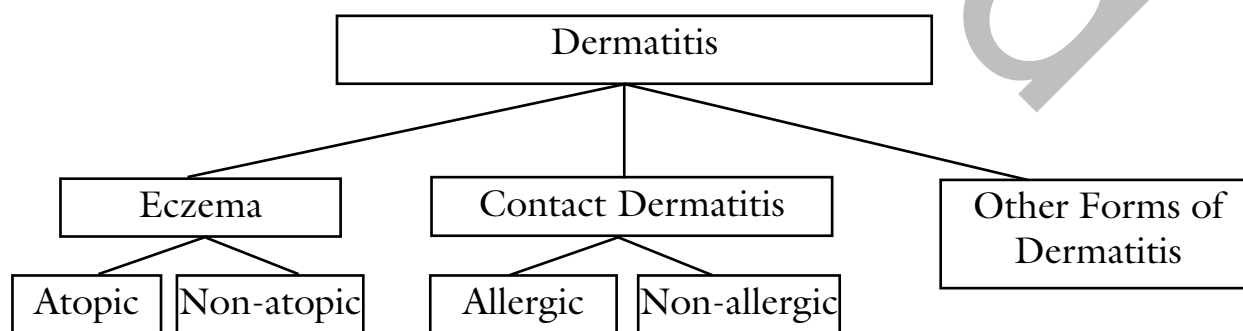 Dermatitis
Eczema
Contact Dermatitis
Other Forms of
Dermatitis
Atopic
Non-atopic
Allergic
Non-allergic